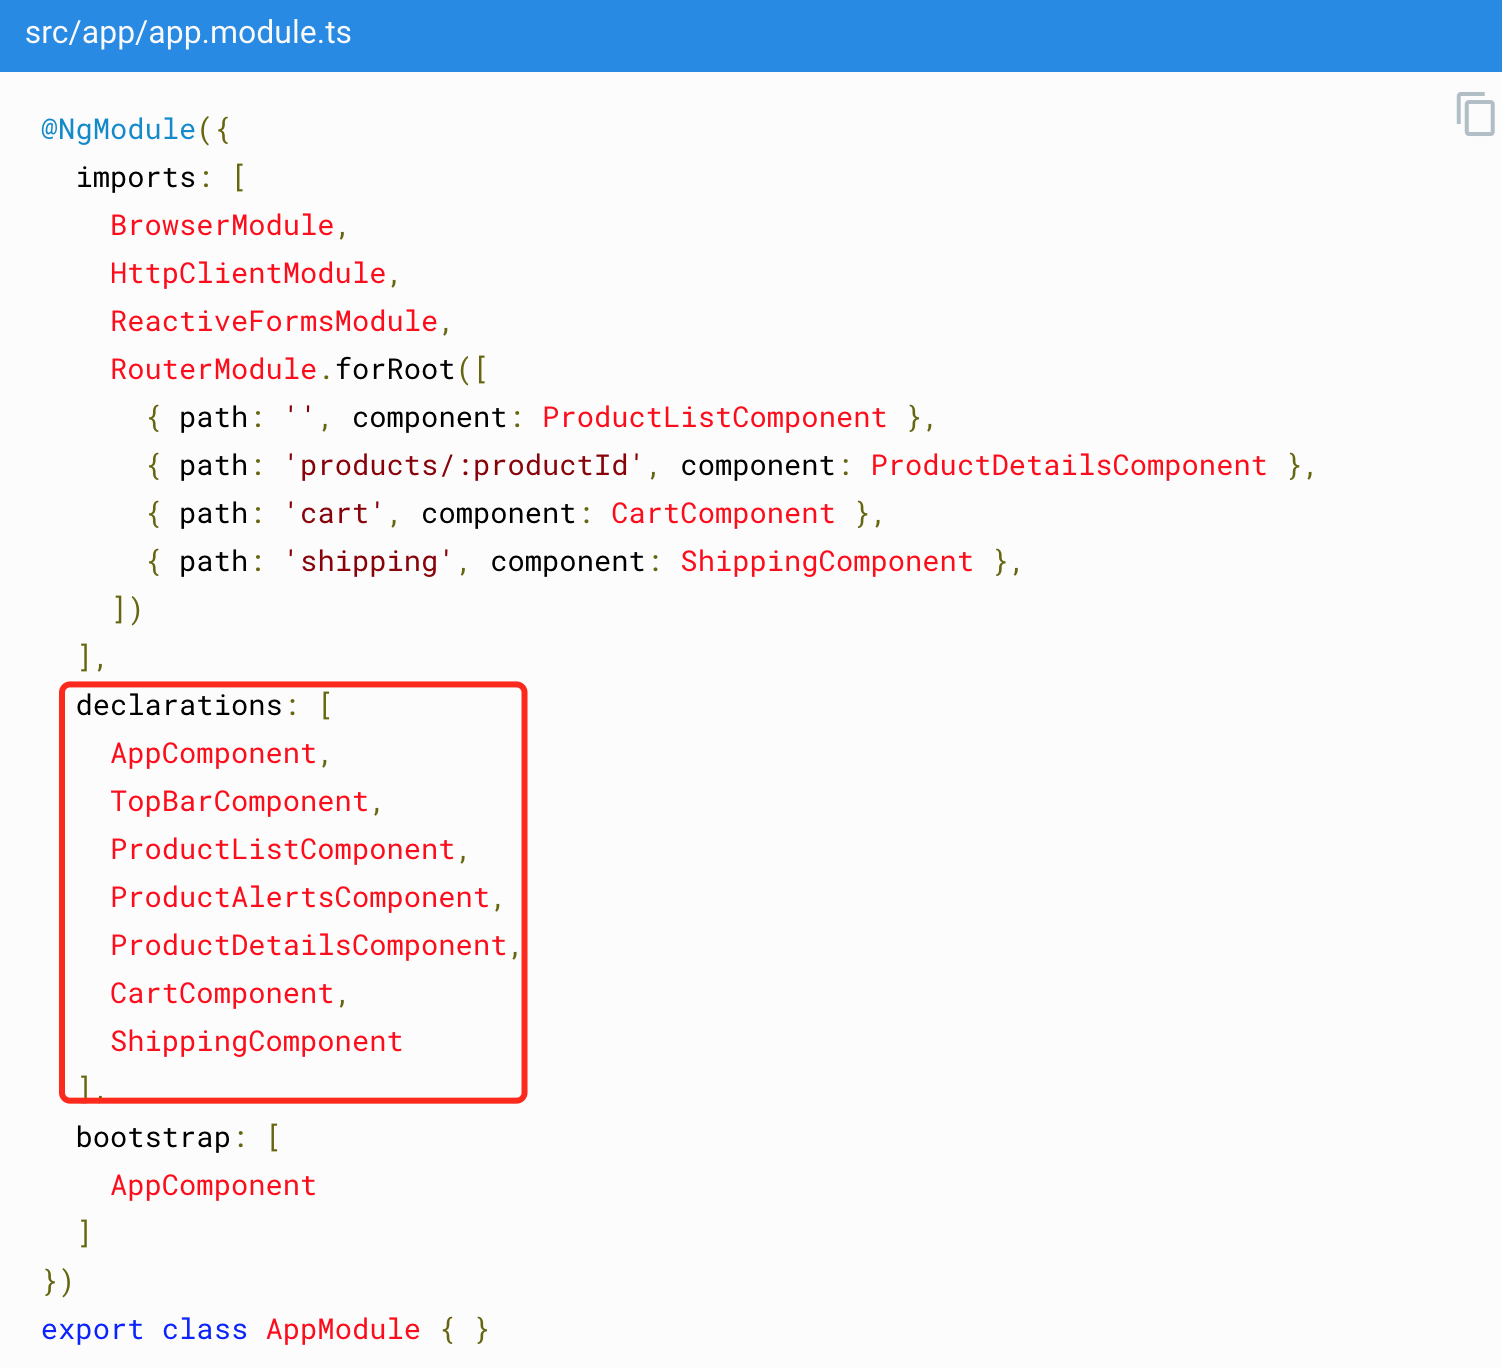 src/app/app.module.ts
@NgModule({
  imports: [
    BrowserModule,
    HttpClientModule,
    ReactiveFormsModule,
    RouterModule.forRoot([
      { path: '', component: ProductListComponent },
      { path: 'products/:productId', component: ProductDetailsComponent },
      { path: 'cart', component: CartComponent },
      { path: 'shipping', component: ShippingComponent },
    ])
  ],
  declarations: [
    AppComponent,
    TopBarComponent,
    ProductListComponent,
    ProductAlertsComponent,
    ProductDetailsComponent,
    CartComponent,
    ShippingComponent
  ],
  bootstrap: [
    AppComponent
  ]
})
export class AppModule { }